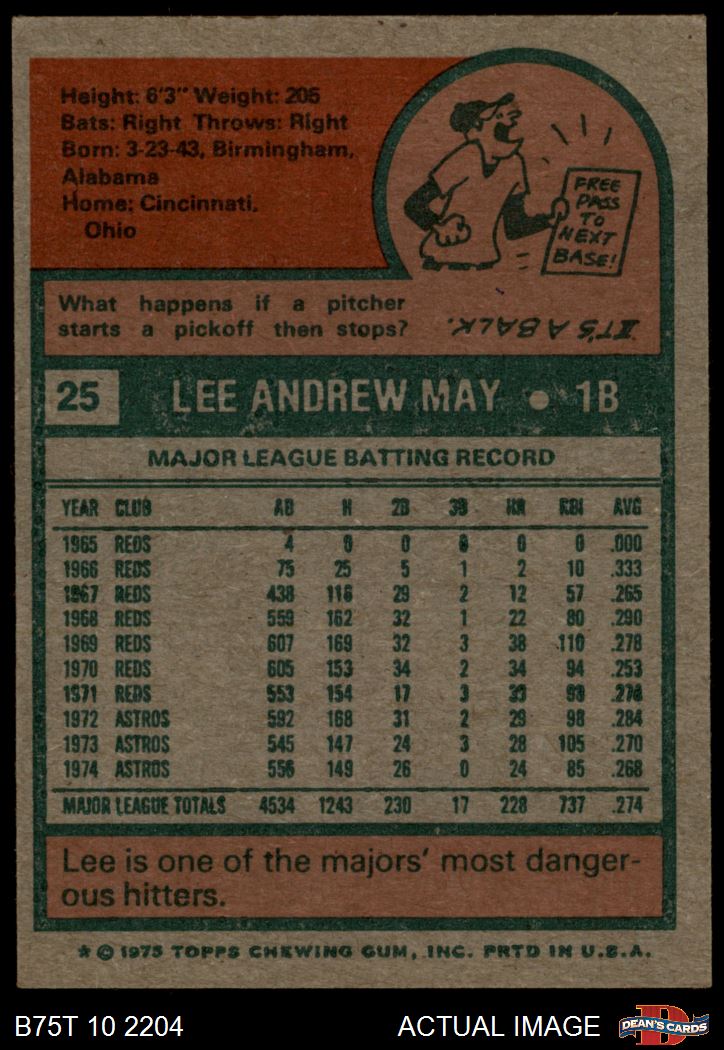 Height: 6'3" Weight: 205
Bats: Right Throws: Right
Born: 3-23-43, Birmingham,
Alabama
Home: Cincinnati,
Ohio
FREE
PASS
TO
NEXT
BASE!
What happens if a pitcher
starts a pickoff then stops?
IT'S A BALK.
25 LEE ANDREW MAY • 1B
MAJOR LEAGUE BATTING RECORD
YEAR CLUB AB H 2B 3B HR RBI AVG
1965 REDS 4 0 0 0 0 0 .000
1966 REDS 75 25 5 1 2 10 .333
1967 REDS 438 116 29 2 12 57 .265
1968 REDS 559 162 32 1 22 80 .290
1969 REDS 607 169 32 3 38 110 .278
1970 REDS 605 153 34 2 34 94 .253
1971 REDS 553 154 17 3 39 98 .278
1972 ASTROS 592 168 31 2 29 98 .284
1973 ASTROS 545 147 24 3 28 105 .270
1974 ASTROS 556 149 26 0 24 85 .268
MAJOR LEAGUE TOTALS 4534 1243 230 17 228 737 .274
Lee is one of the majors' most danger-
ous hitters.
* © 1975 TOPPS CHEWING GUM, INC. PRTD IN U.S.A.
B75T 10 2204 ACTUAL IMAGE DEAN'S CARDS